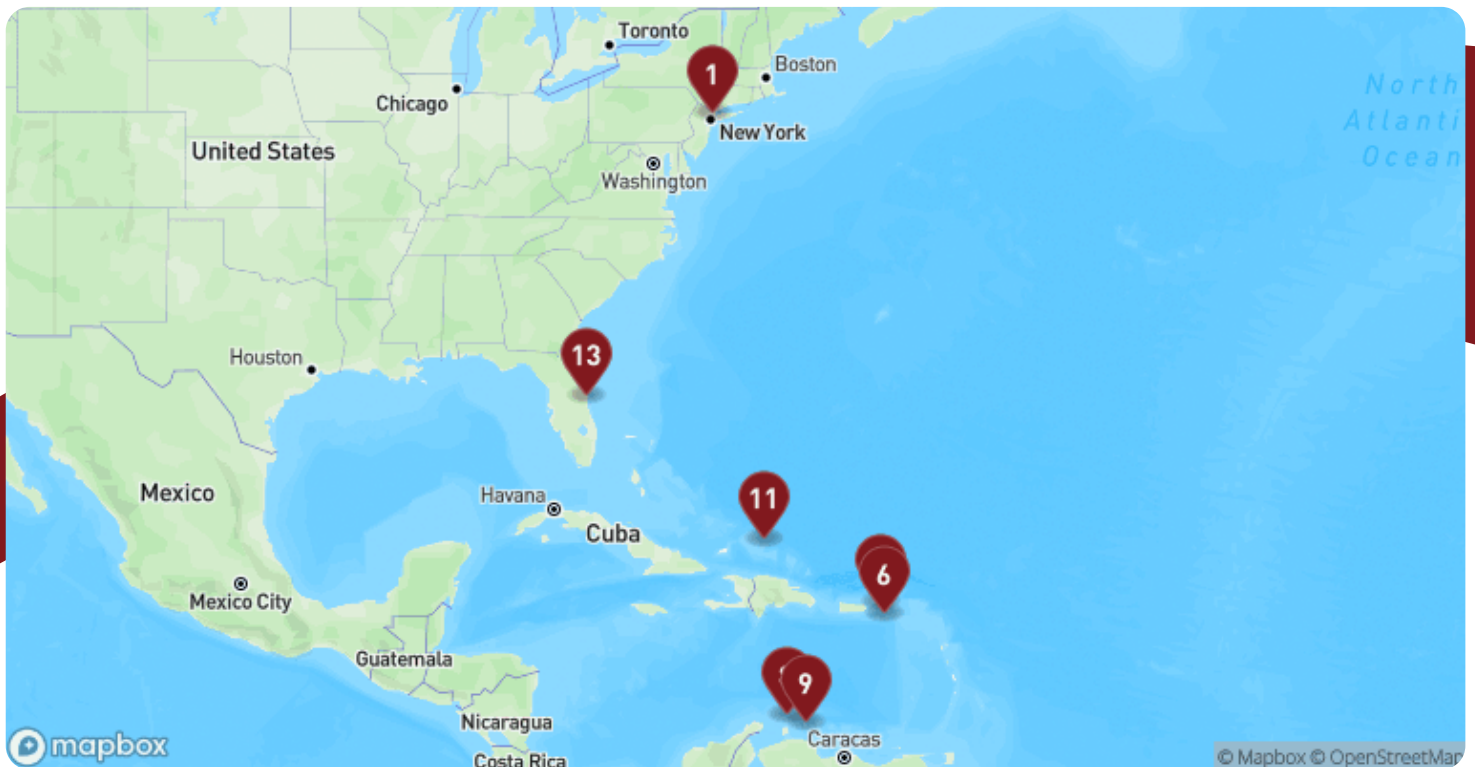 Toronto
Boston
1
Chicago
New York
North
Atlanti
Ocean
United States
Washington
13
Houston
11
Havana
Mexico
Cuba
6
Mexico City
Guatemala
9
Nicaragua
Caracas
Costa Rica
mapbox
© Mapbox © OpenStreetMap